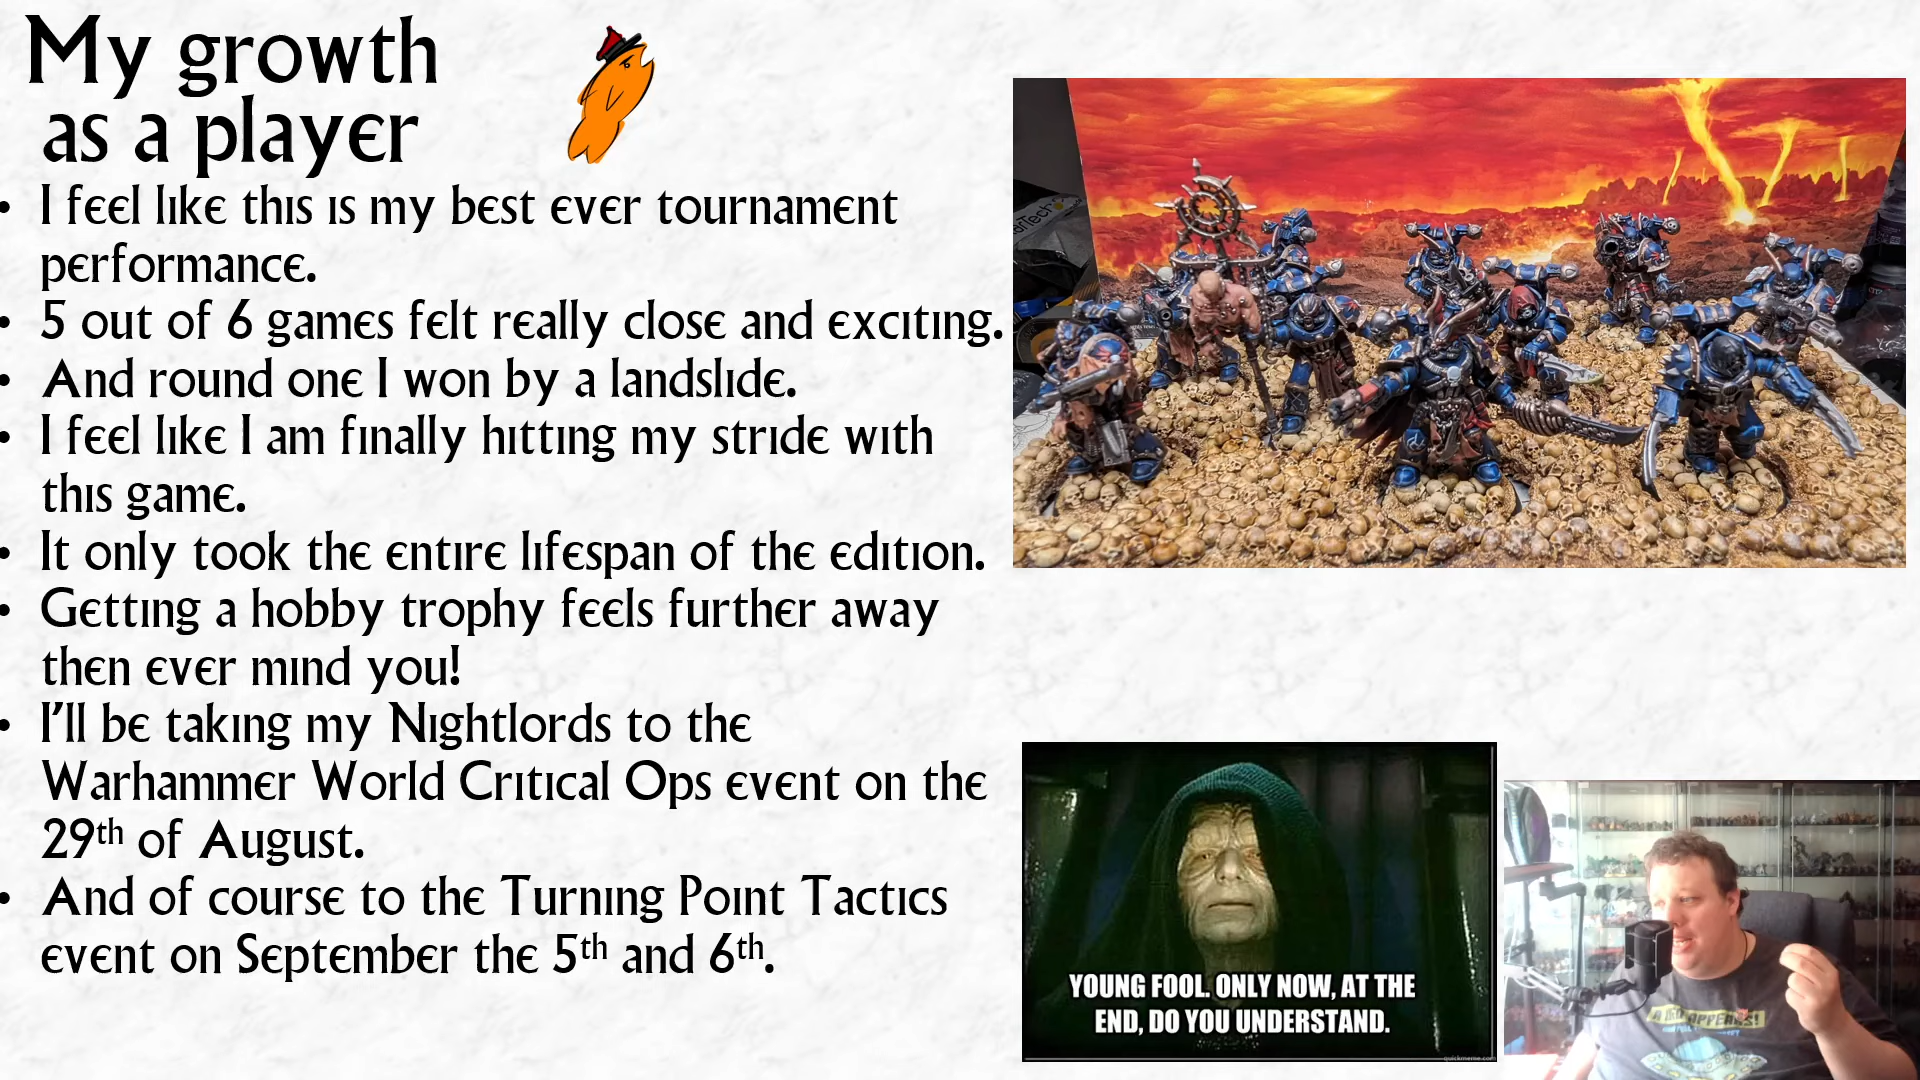 My growth
as a player
• I feel like this is my best ever tournament
performance.
• 5 out of 6 games felt really close and exciting.
• And round one I won by a landslide.
• I feel like I am finally hitting my stride with
this game.
• It only took the entire lifespan of the edition.
• Getting a hobby trophy feels further away
then ever mind you!
• I'll be taking my Nightlords to the
Warhammer World Critical Ops event on the
29th of August.
• And of course to the Turning Point Tactics
event on September the 5th and 6th.
YOUNG FOOL. ONLY NOW, AT THE
END, DO YOU UNDERSTAND.
quickmeme.com